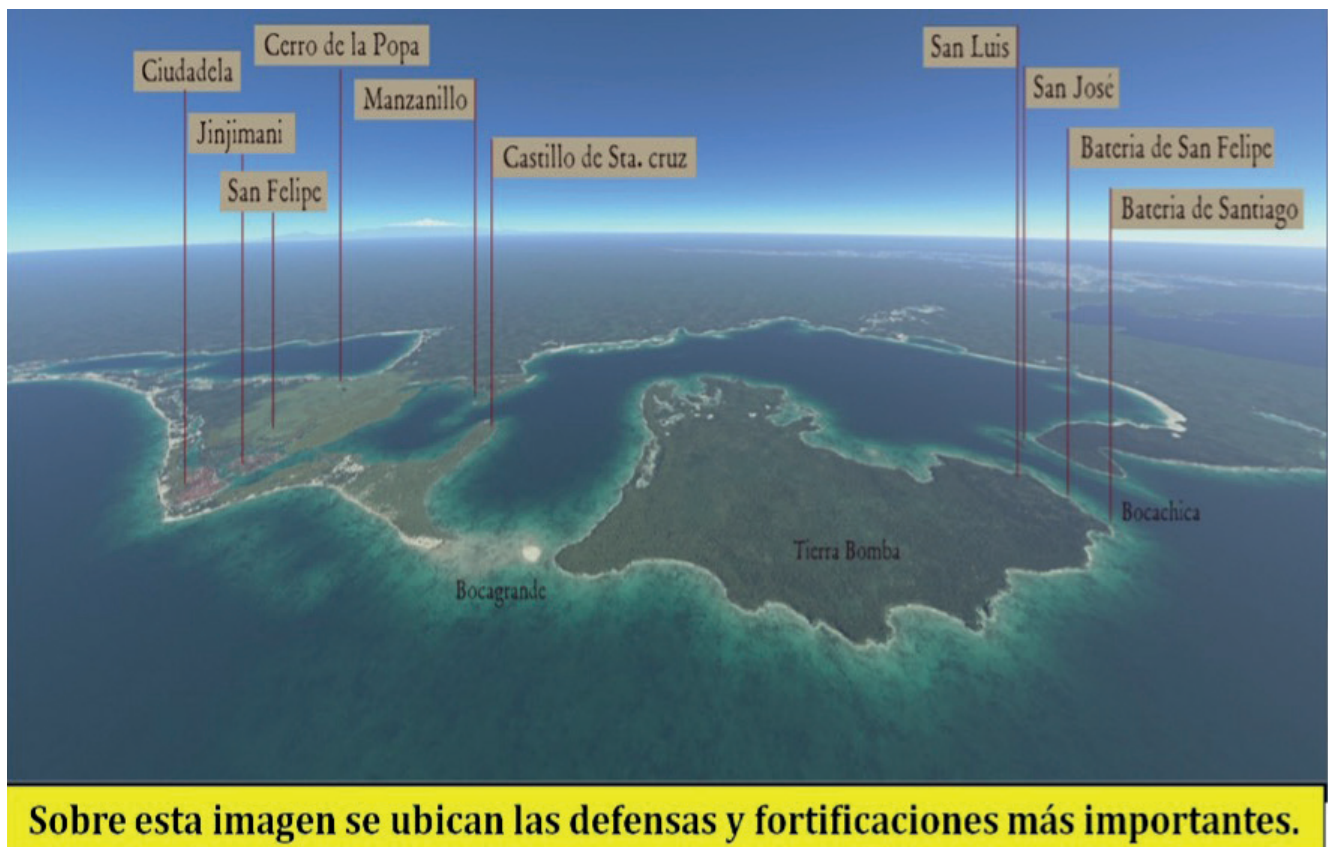 Cerro de la Popa
Ciudadela
Manzanillo
Jinjimani
San Felipe
Castillo de Sta. cruz
San Luis
San José
Bateria de San Felipe
Bateria de Santiago
Bocachica
Tierra Bomba
Bocagrande
Sobre esta imagen se ubican las defensas y fortificaciones más importantes.